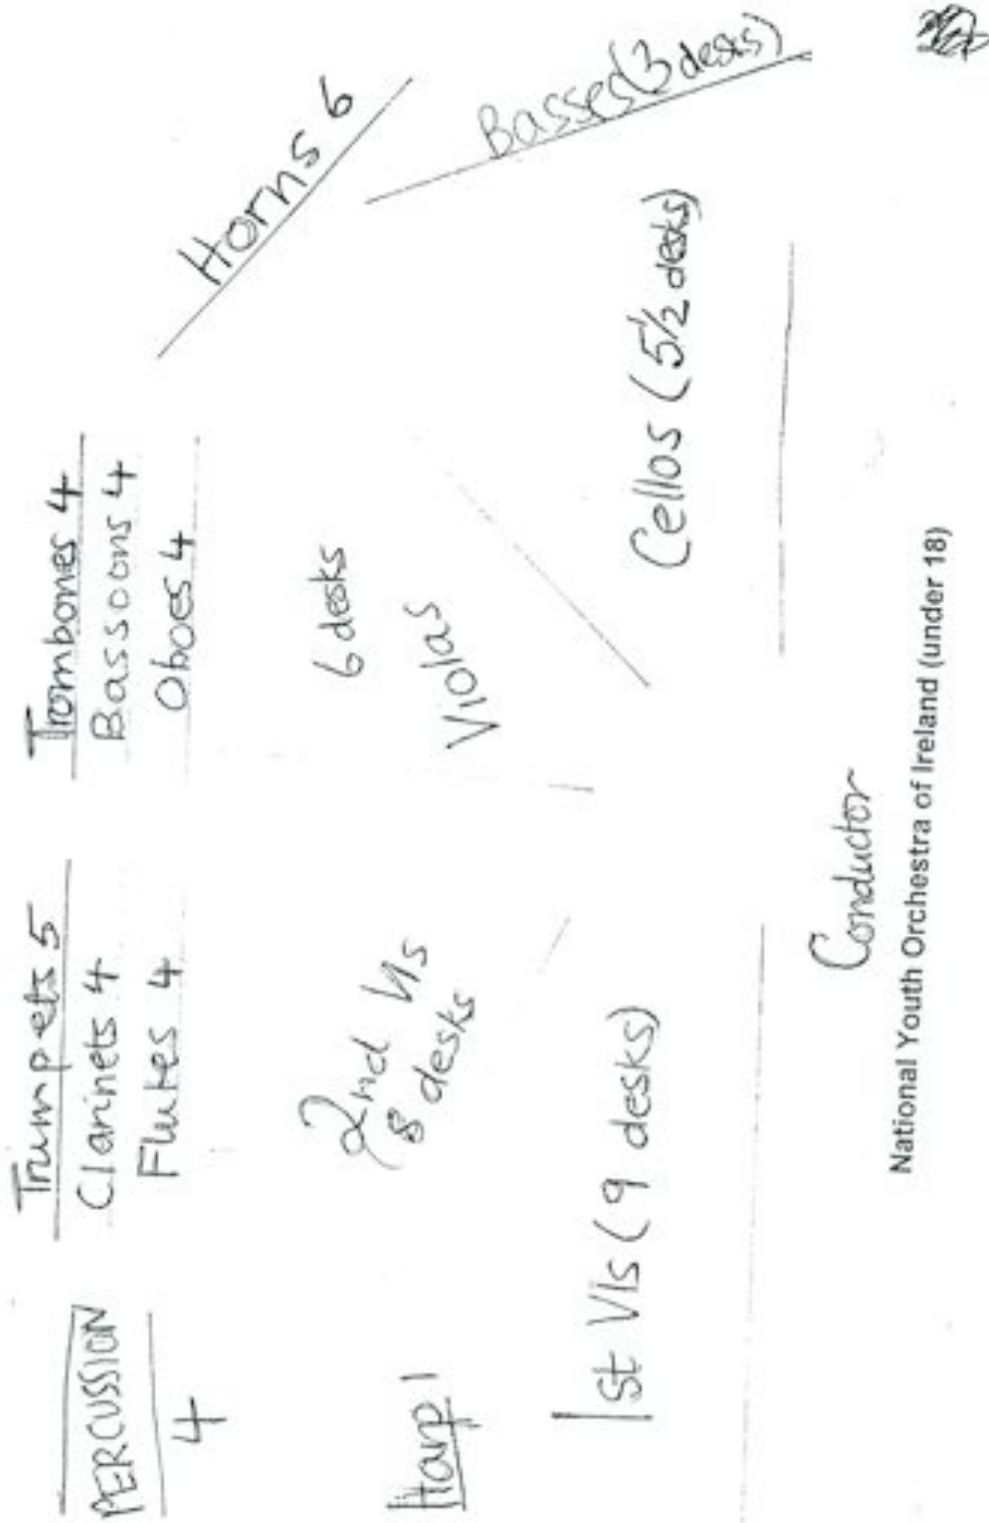 PERCUSSION
4
Trumpets 5
Clarinets 4
Flutes 4
Trombones 4
Bassoons 4
Oboes 4
Horns 6
Harp 1
2nd Vls
8 desks
6 desks
Violas
Basses (3 desks)
1st Vls (9 desks)
Cellos (5½ desks)
Conductor
National Youth Orchestra of Ireland (under 18)